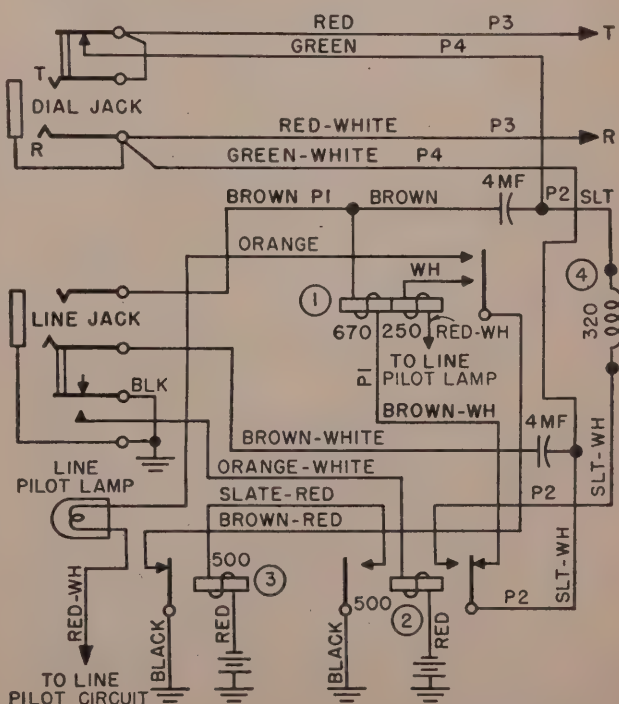 RED P3 T
GREEN P4
T
DIAL JACK
RED-WHITE P3 R
R
GREEN-WHITE P4
4MF
BROWN P1 BROWN P2 SLT
ORANGE
WH
4
1
320
LINE JACK
670 250 RED-WH
TO LINE
PILOT LAMP
BLK
P1
BROWN-WH
4MF
BROWN-WHITE
SLT-WH
LINE
PILOT LAMP
ORANGE-WHITE
SLATE-RED P2
BROWN-RED
SLT-WH
500 3
500 2
P2
RED-WH
BLACK RED BLACK RED
TO LINE
PILOT CIRCUIT